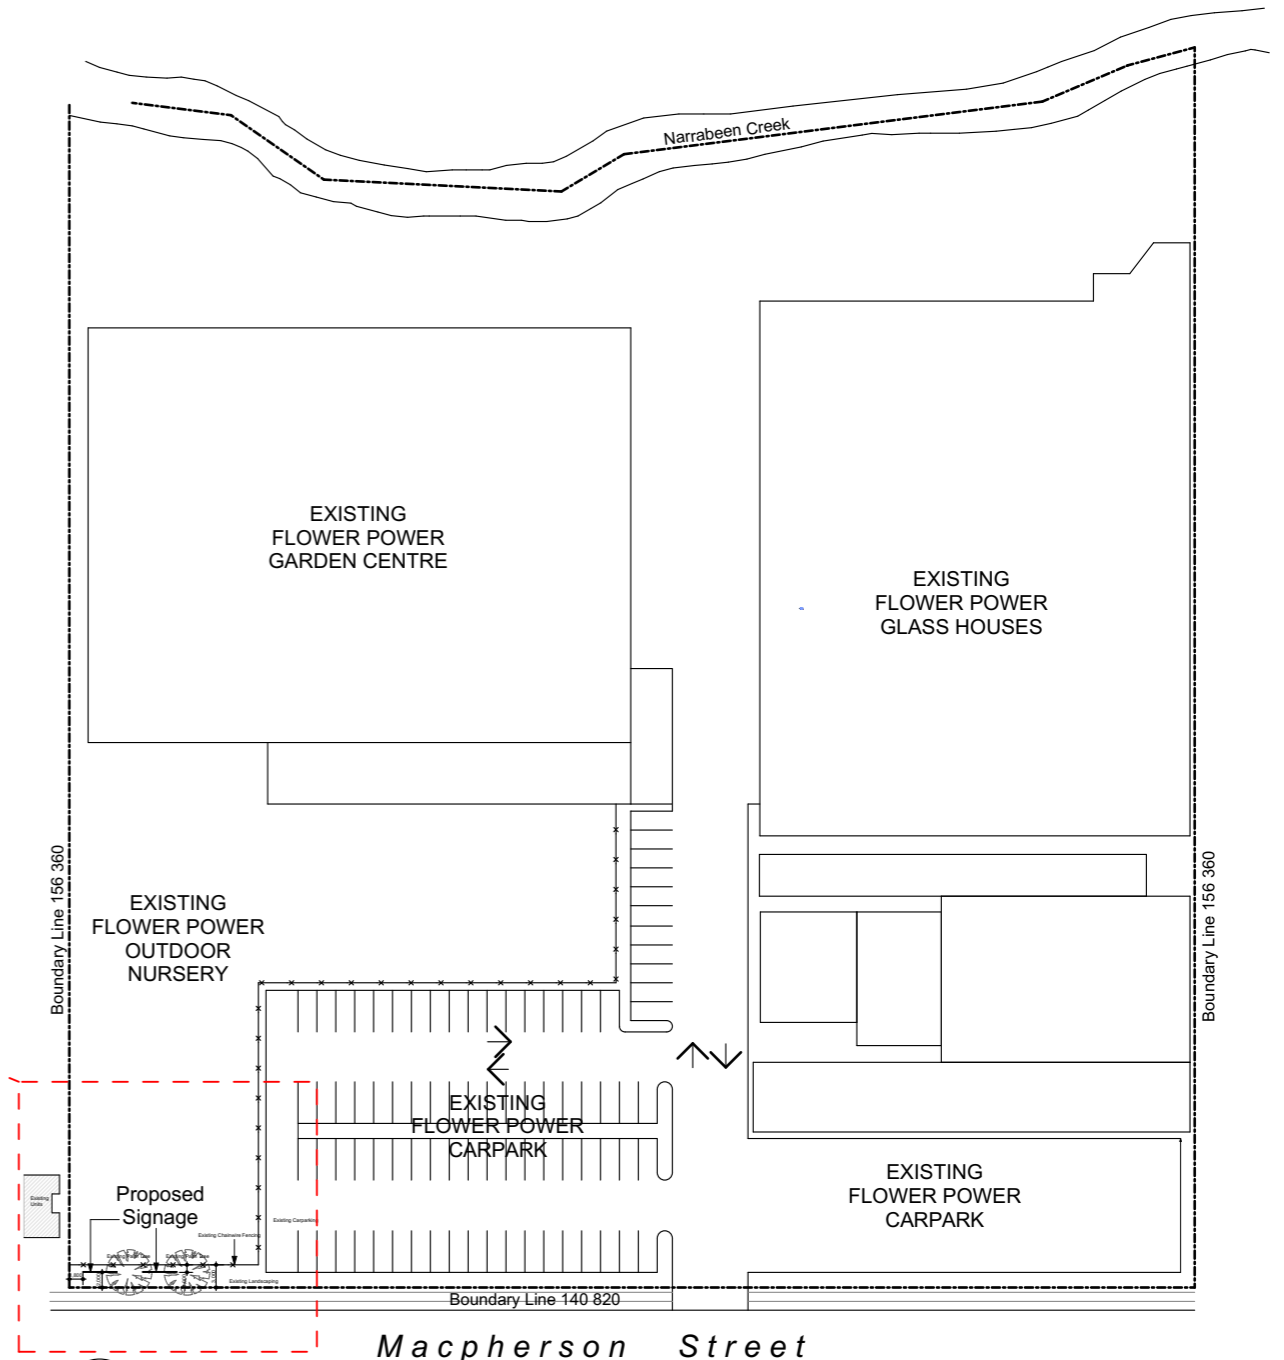 Narrabeen Creek
EXISTING
FLOWER POWER
GARDEN CENTRE
EXISTING
FLOWER POWER
GLASS HOUSES
Boundary Line 156 360
Boundary Line 156 360
EXISTING
FLOWER POWER
OUTDOOR
NURSERY
EXISTING
FLOWER POWER
CARPARK
EXISTING
FLOWER POWER
CARPARK
Existing
Units
Proposed
Signage
Existing Carparking
Existing Chainwire Fencing
Existing Landscaping
Boundary Line 140 820
Macpherson Street